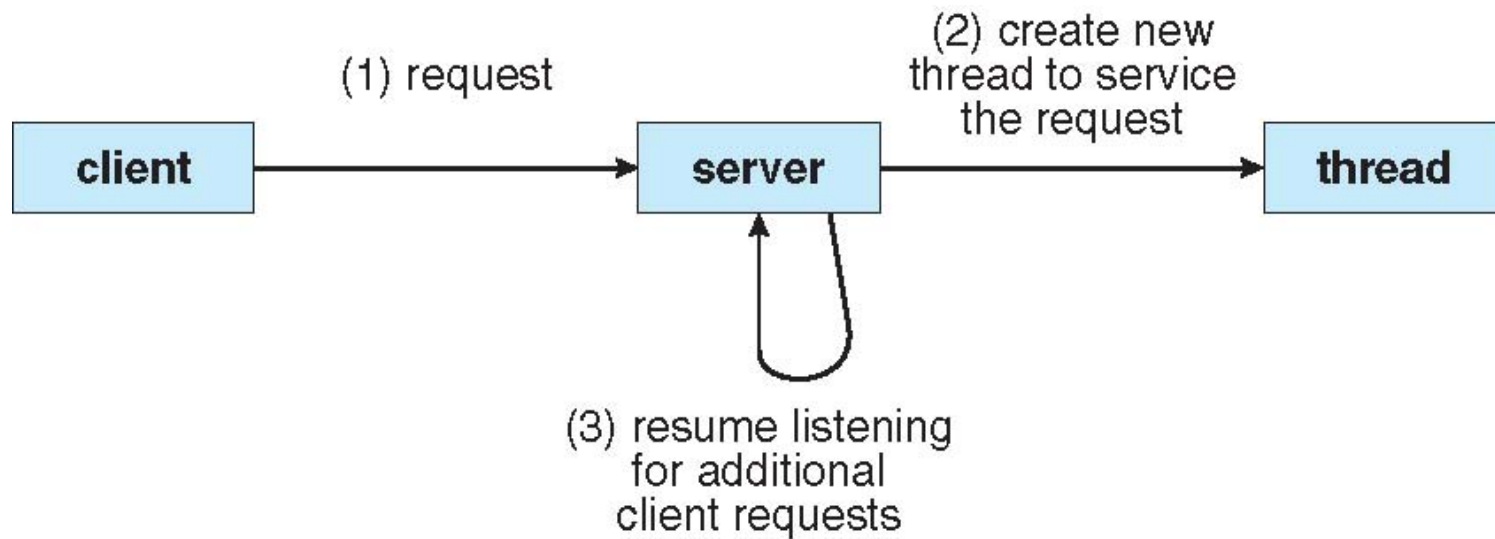 (1) request
(2) create new
thread to service
the request
client
server
thread
(3) resume listening
for additional
client requests